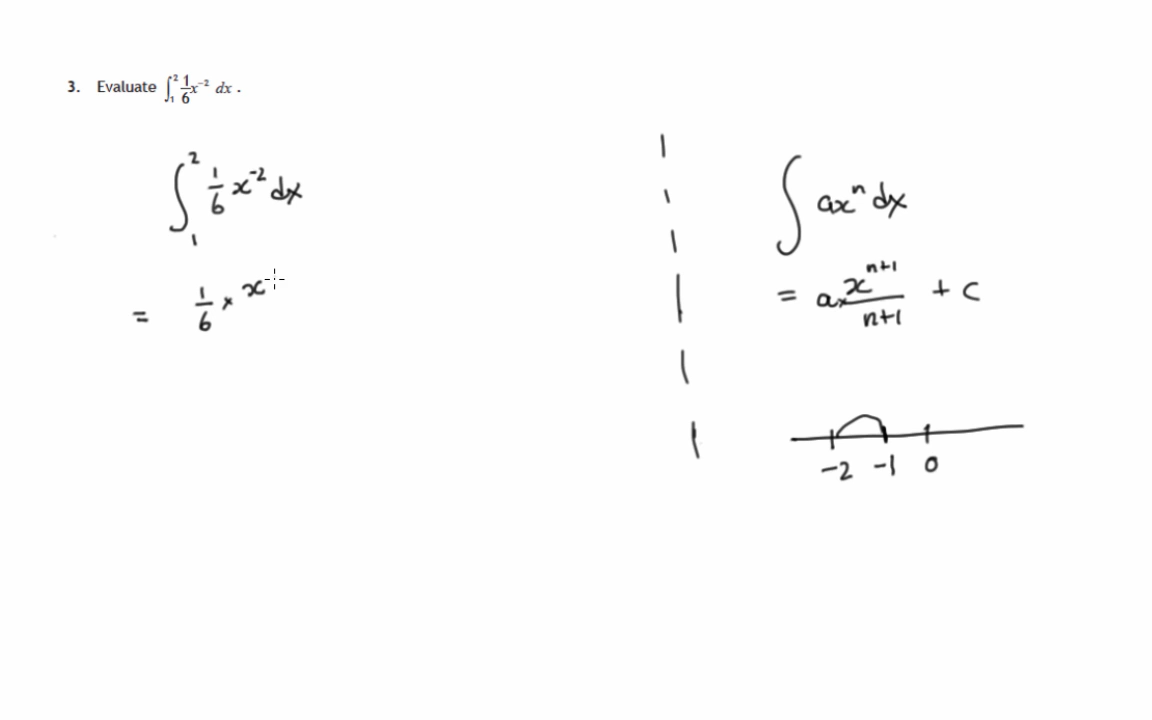 3. Evaluate ∫₁² 1/6 x⁻² dx .
∫₁² 1/6 x⁻² dx
= 1/6 × x⁻
∫ axⁿ dx
= a× xⁿ⁺¹/n+1 + c
-2 -1 0